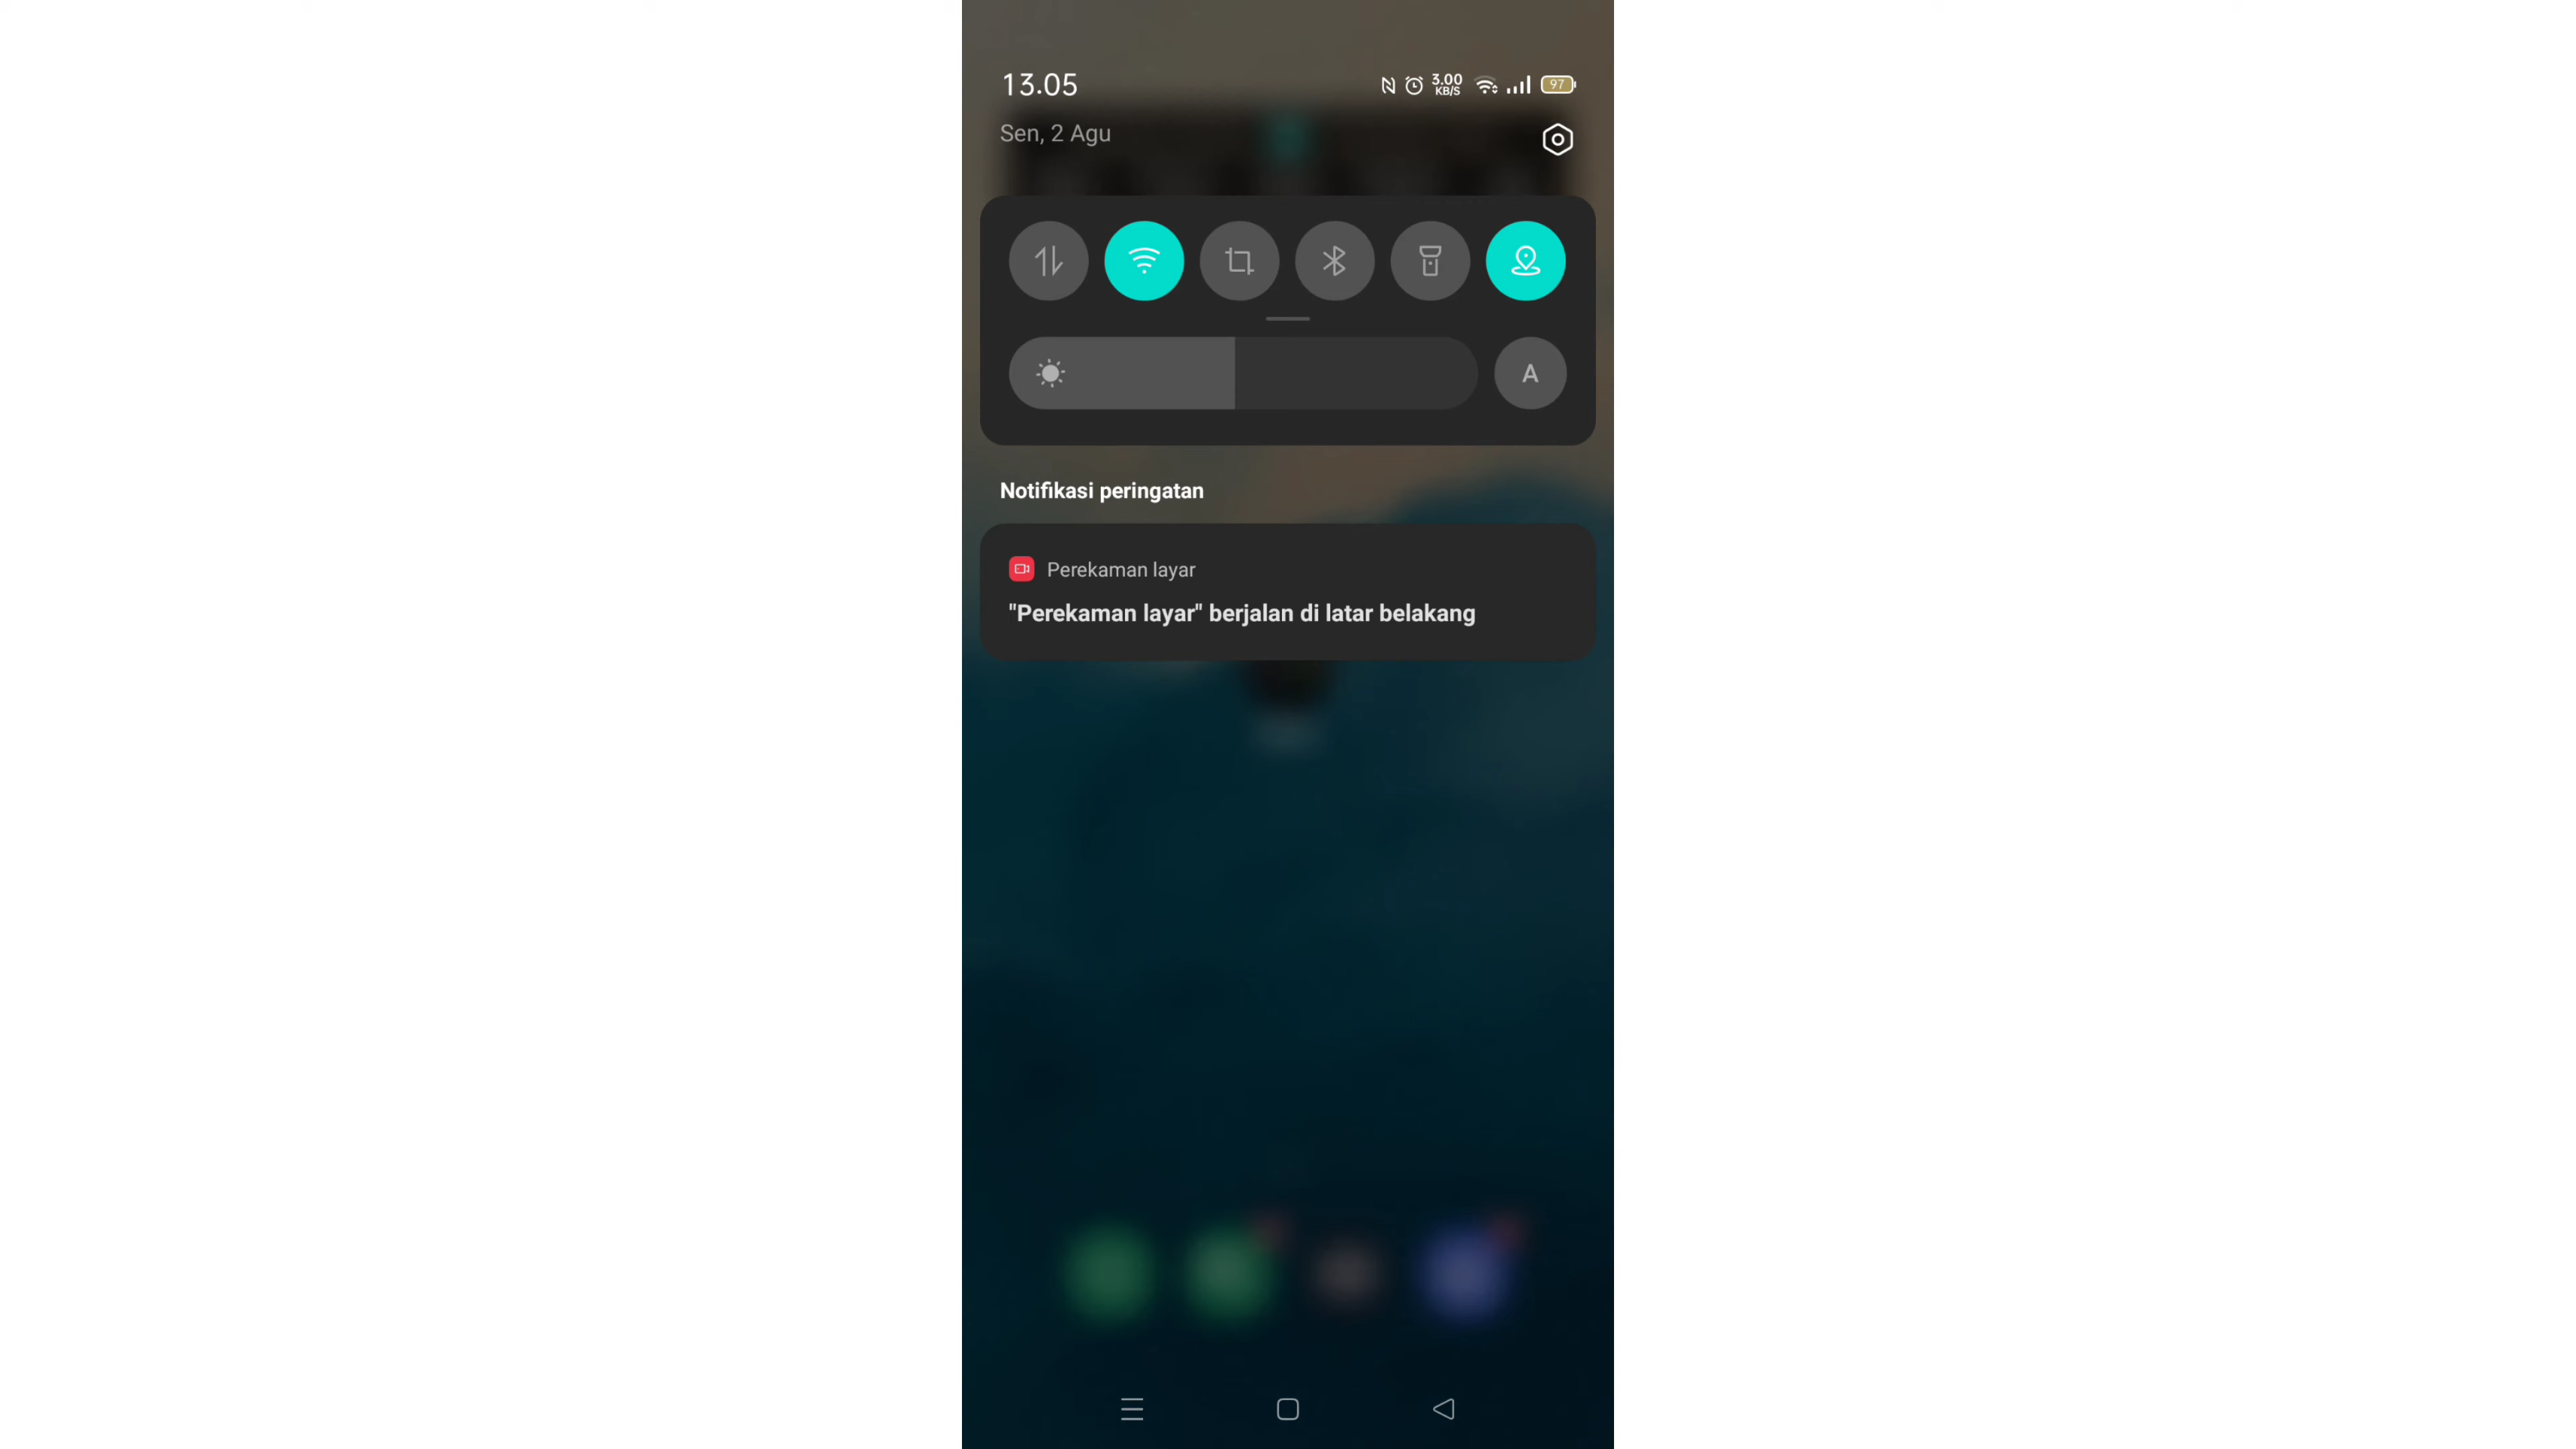 13.05
3.00
KB/S
97
Sen, 2 Agu
A
Notifikasi peringatan
Perekaman layar
"Perekaman layar" berjalan di latar belakang